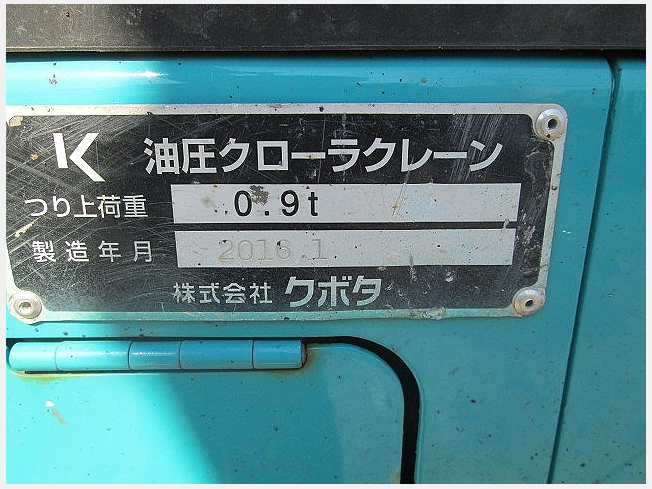 K 油圧クローラクレーン
つり上荷重 0.9t
製造年月 2016.1
株式会社 クボタ